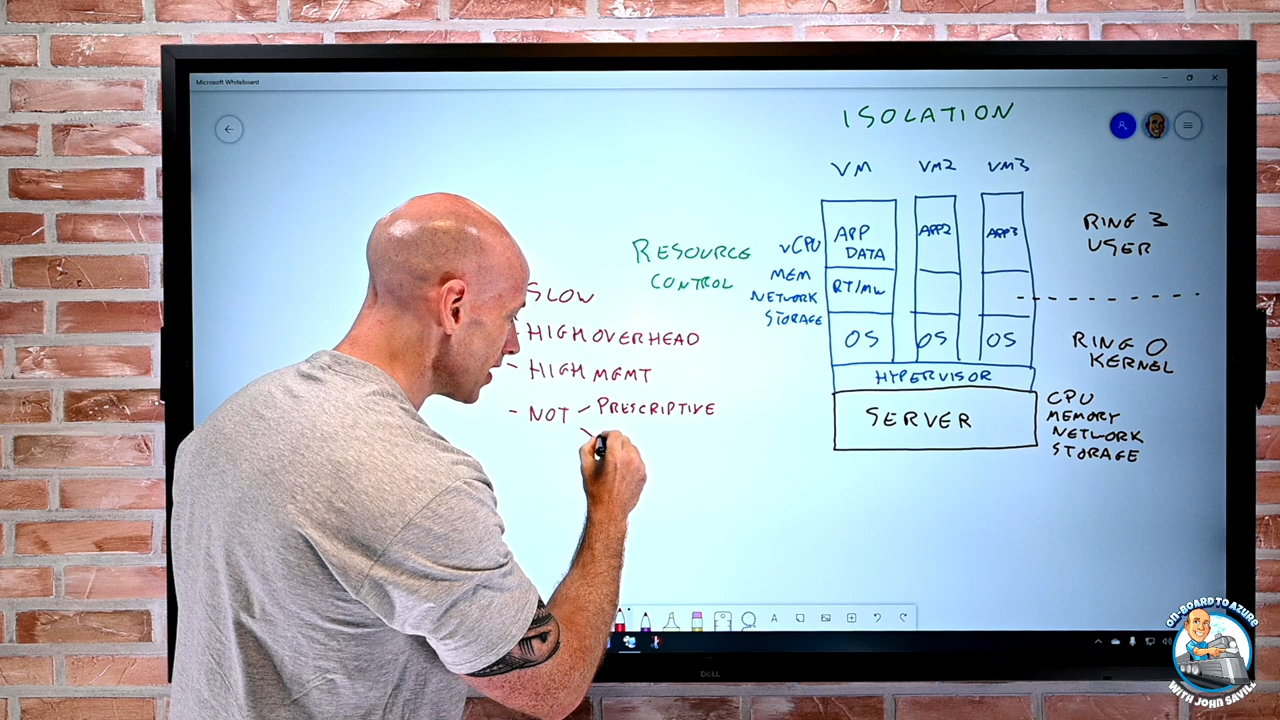 Microsoft Whiteboard
ISOLATION
VM VM2 VM3
APP DATA
APP2
APP3
RING 3
USER
RESOURCE
CONTROL
vCPU
MEM
NETWORK
STORAGE
RT/MW
- SLOW
- HIGH OVERHEAD
- HIGH MGMT
- NOT - PRESCRIPTIVE
OS OS OS
RING 0
KERNEL
HYPERVISOR
SERVER
CPU
MEMORY
NETWORK
STORAGE
DELL
ON-BOARD TO AZURE
WITH JOHN SAVILL